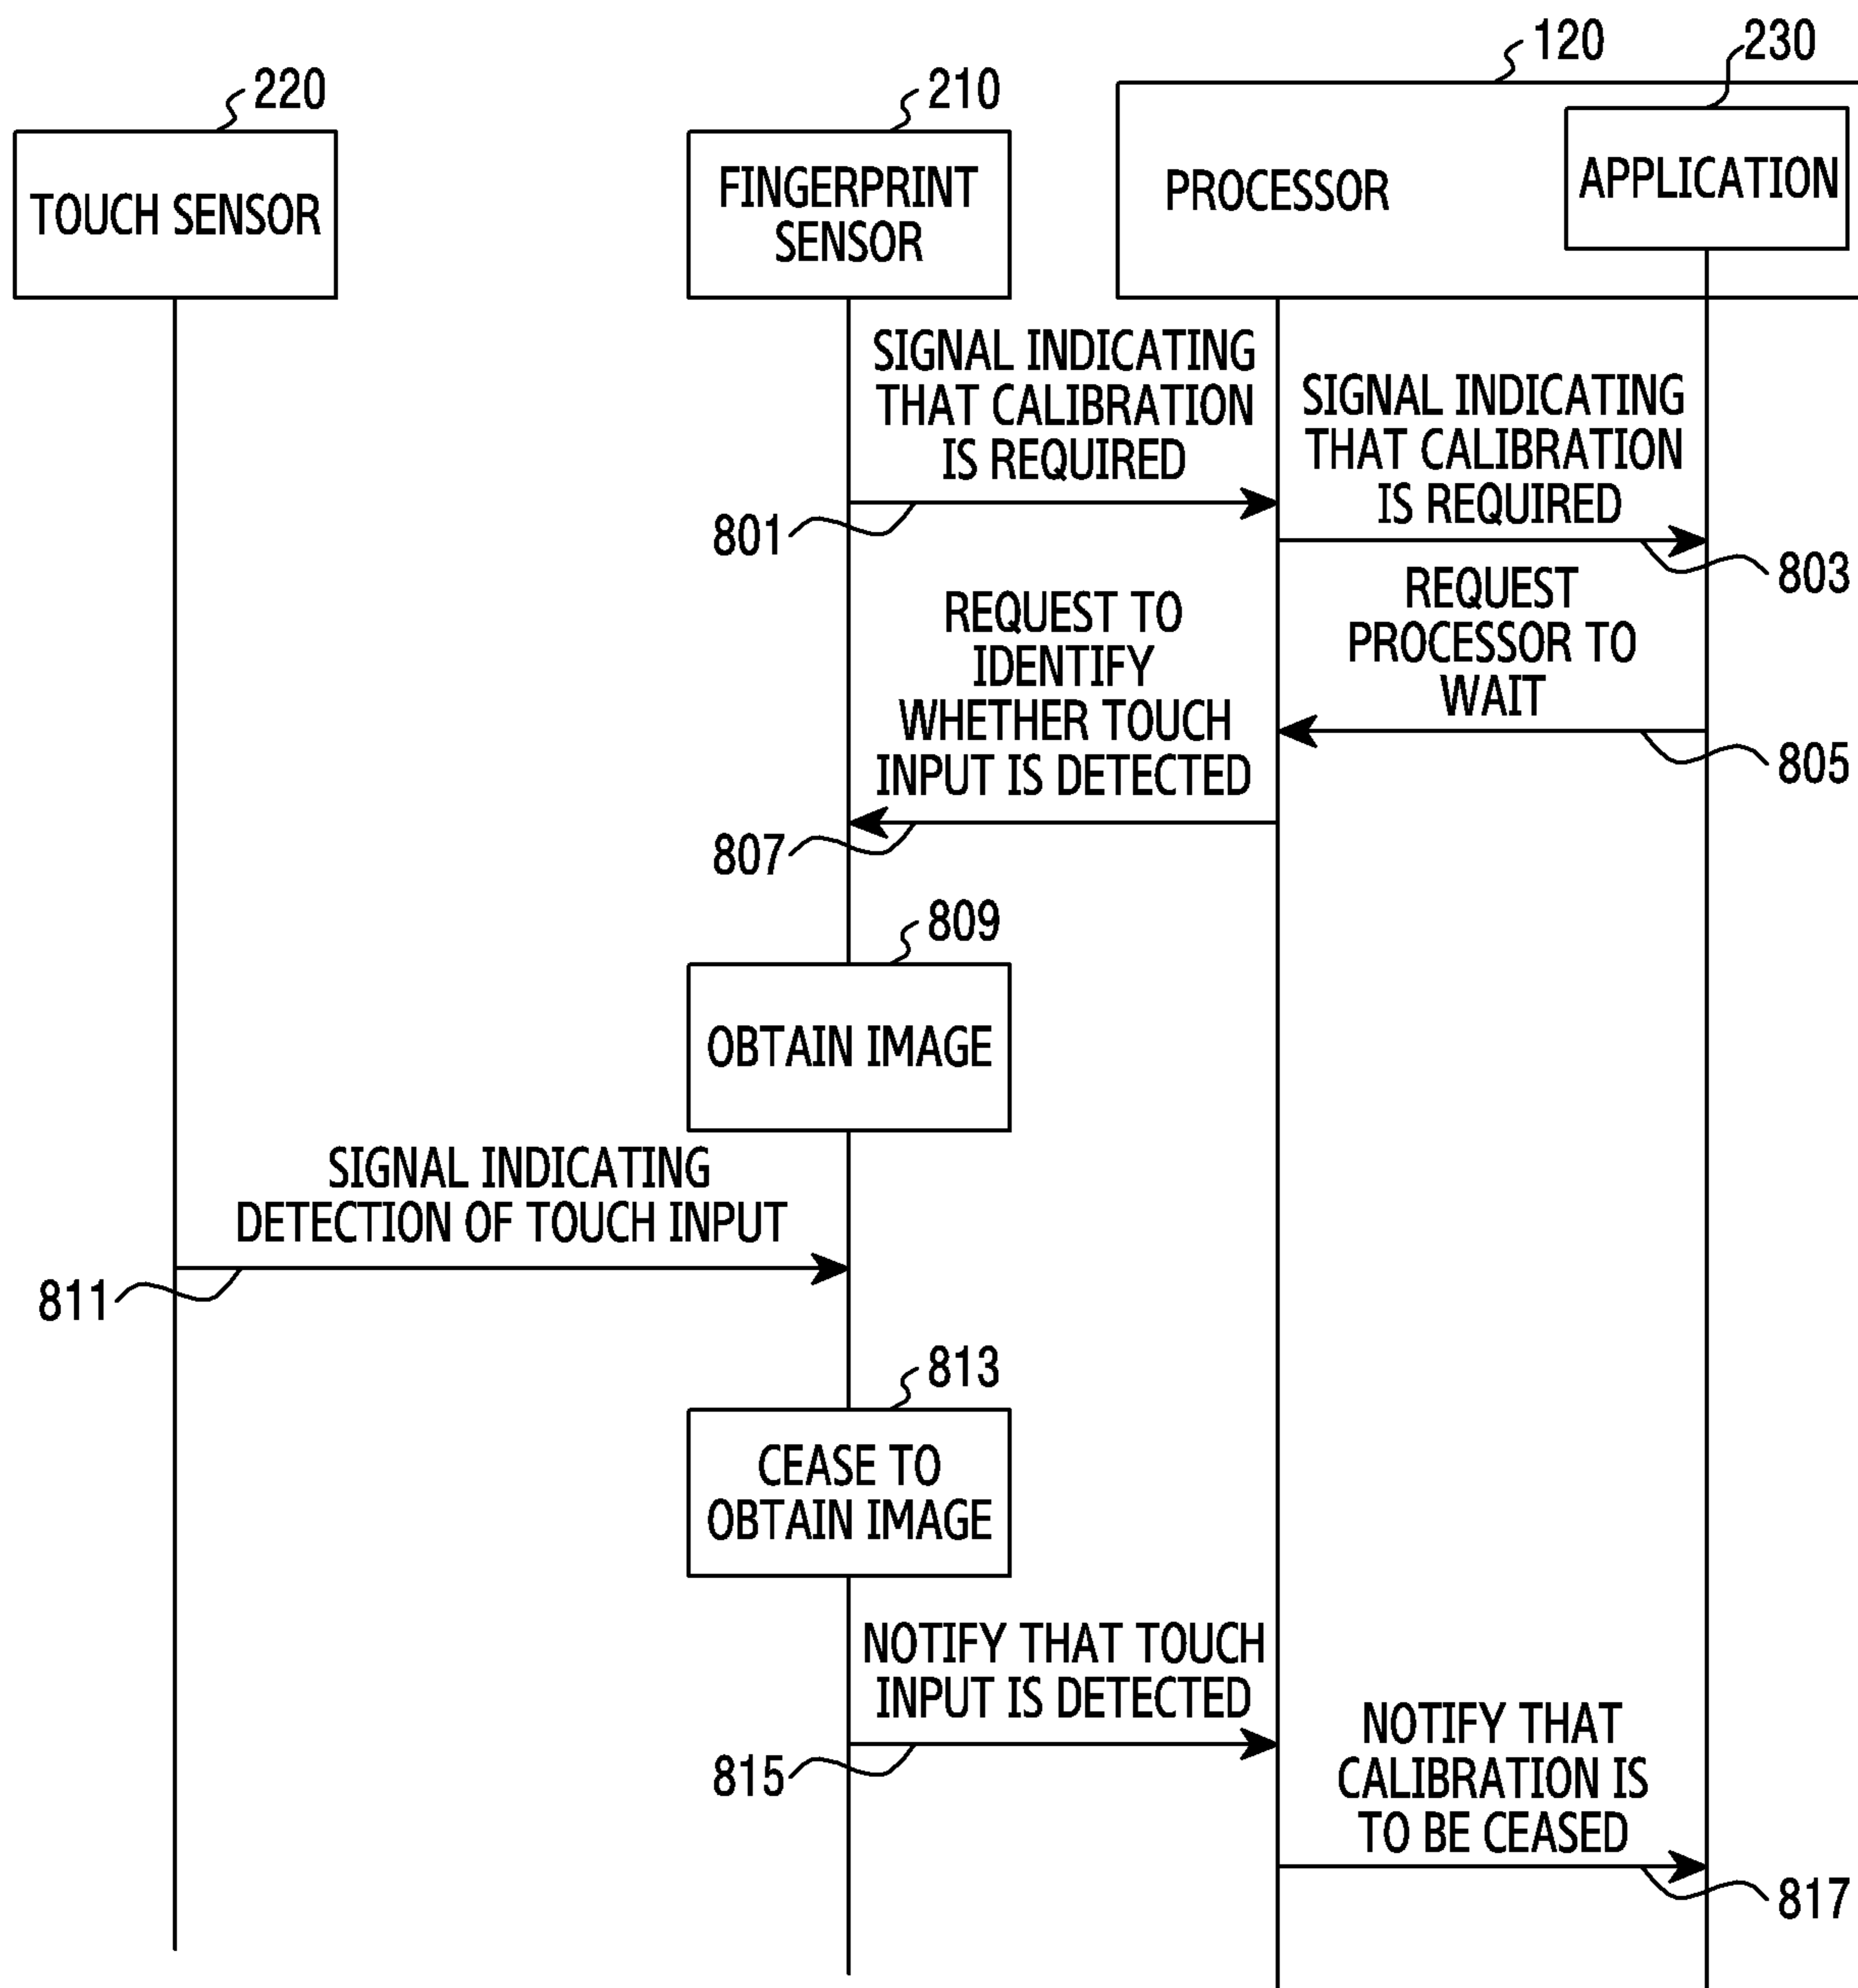 120
230
220
210
TOUCH SENSOR
FINGERPRINT
SENSOR
PROCESSOR
APPLICATION
SIGNAL INDICATING
THAT CALIBRATION
IS REQUIRED
801
SIGNAL INDICATING
THAT CALIBRATION
IS REQUIRED
803
REQUEST
PROCESSOR TO
WAIT
805
REQUEST TO
IDENTIFY
WHETHER TOUCH
INPUT IS DETECTED
807
809
OBTAIN IMAGE
SIGNAL INDICATING
DETECTION OF TOUCH INPUT
811
813
CEASE TO
OBTAIN IMAGE
NOTIFY THAT TOUCH
INPUT IS DETECTED
815
NOTIFY THAT
CALIBRATION IS
TO BE CEASED
817